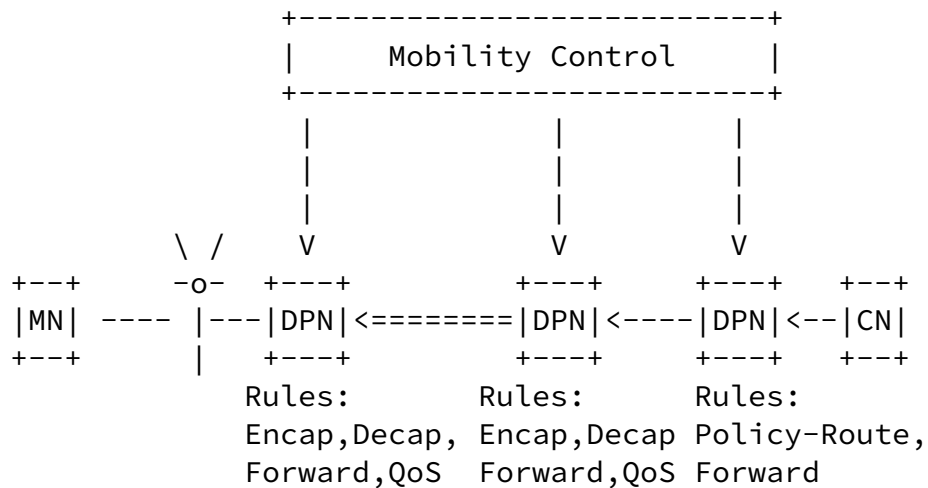 Mobility Control
MN DPN DPN DPN CN
Rules: Rules: Rules:
Encap,Decap, Encap,Decap Policy-Route,
Forward,QoS Forward,QoS Forward